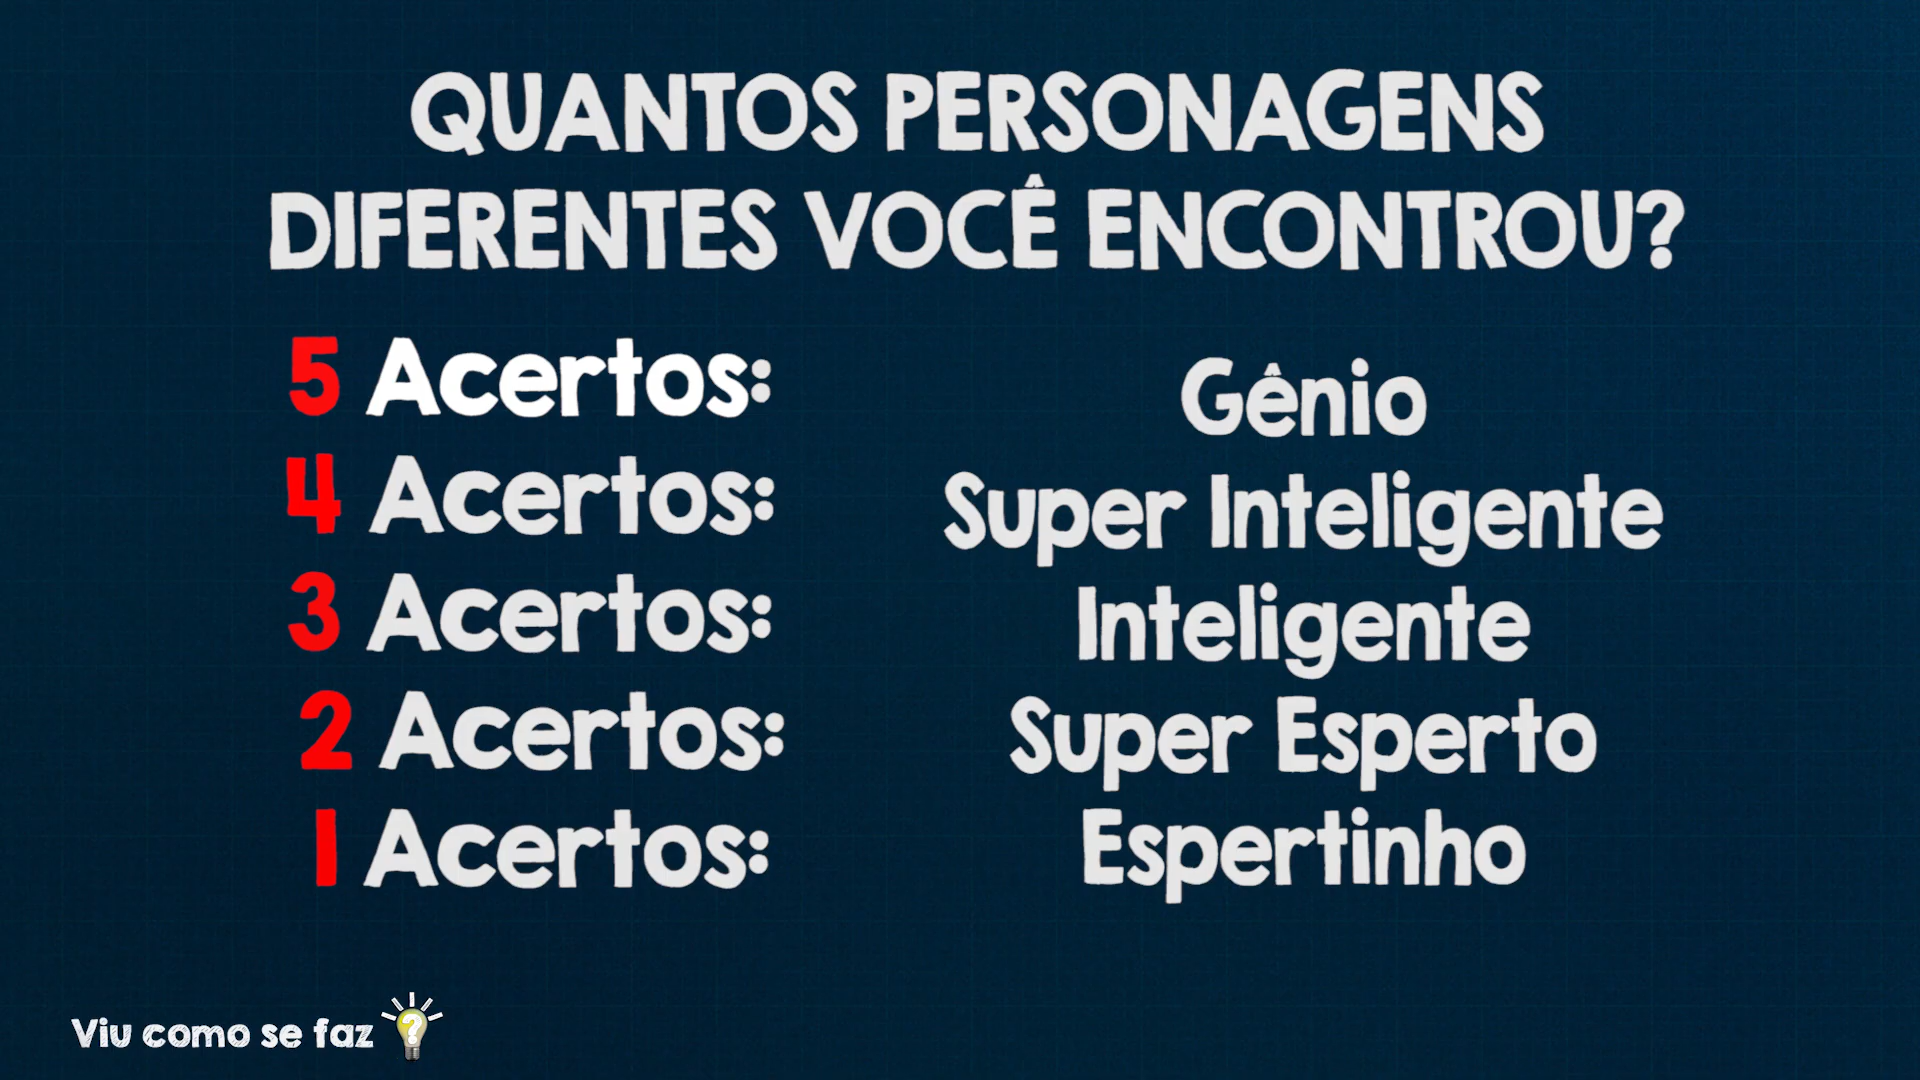 QUANTOS PERSONAGENS
DIFERENTES VOCÊ ENCONTROU?
5 Acertos: Gênio
4 Acertos: Super Inteligente
3 Acertos: Inteligente
2 Acertos: Super Esperto
1 Acertos: Espertinho
Viu como se faz ?